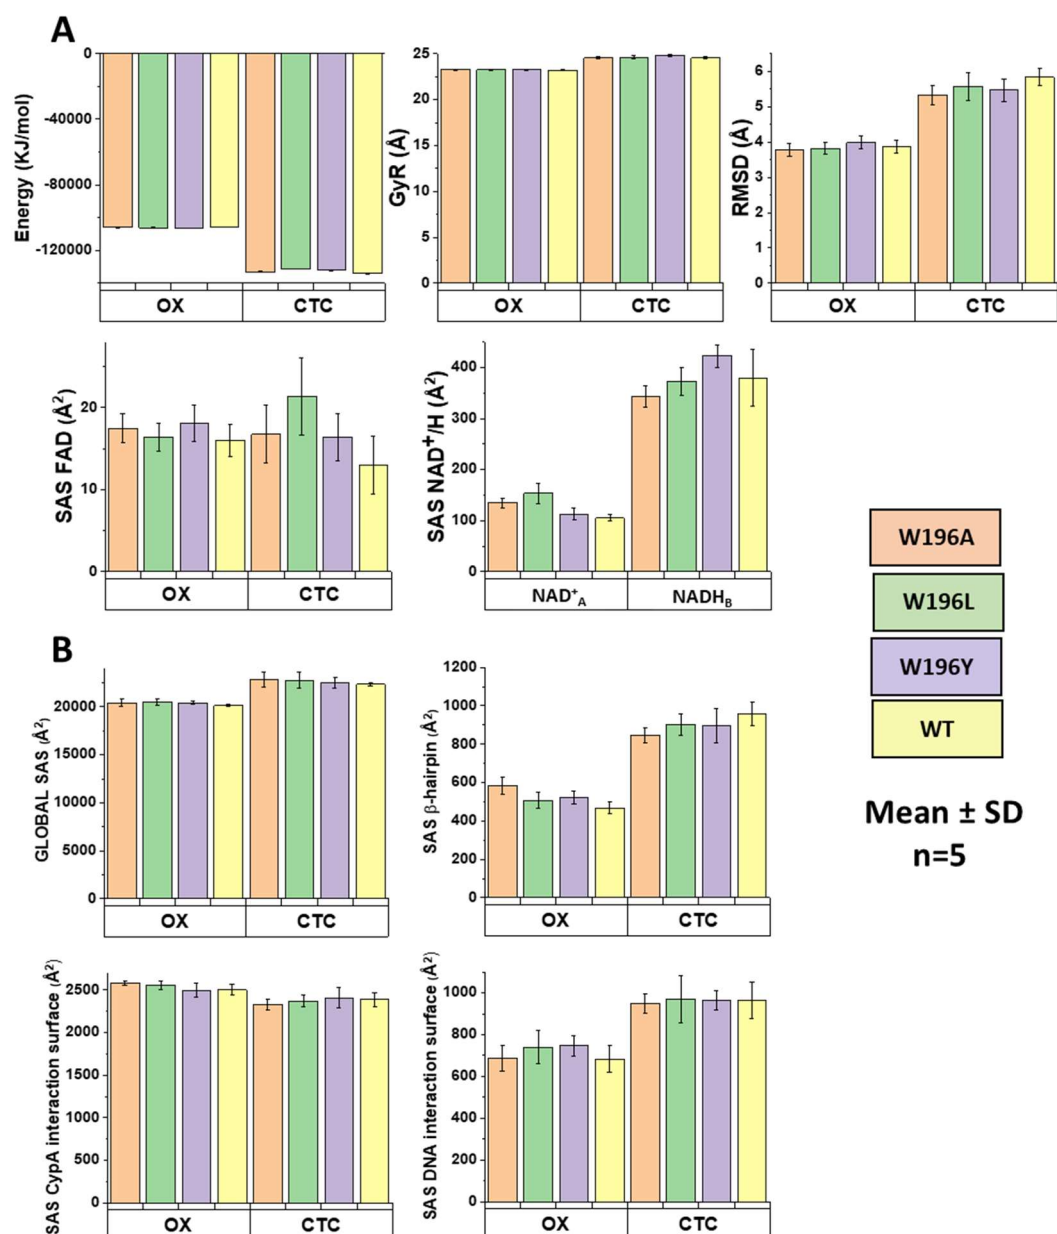 A
Energy (KJ/mol)
0
-40000
-80000
-120000
OX
CTC
GyR (Å)
25
20
15
10
5
0
OX
CTC
RMSD (Å)
6
5
4
3
2
1
0
OX
CTC
SAS FAD (Å²)
20
10
0
OX
CTC
SAS NAD⁺/H (Å²)
400
300
200
100
0
NAD⁺A
NADHB
W196A
W196L
W196Y
WT
Mean ± SD
n=5
B
GLOBAL SAS (Å²)
20000
15000
10000
5000
0
OX
CTC
SAS β-hairpin (Å²)
1200
1000
800
600
400
200
0
OX
CTC
SAS CypA interaction surface (Å²)
2500
2000
1500
1000
500
0
OX
CTC
SAS DNA interaction surface (Å²)
1000
800
600
400
200
0
OX
CTC